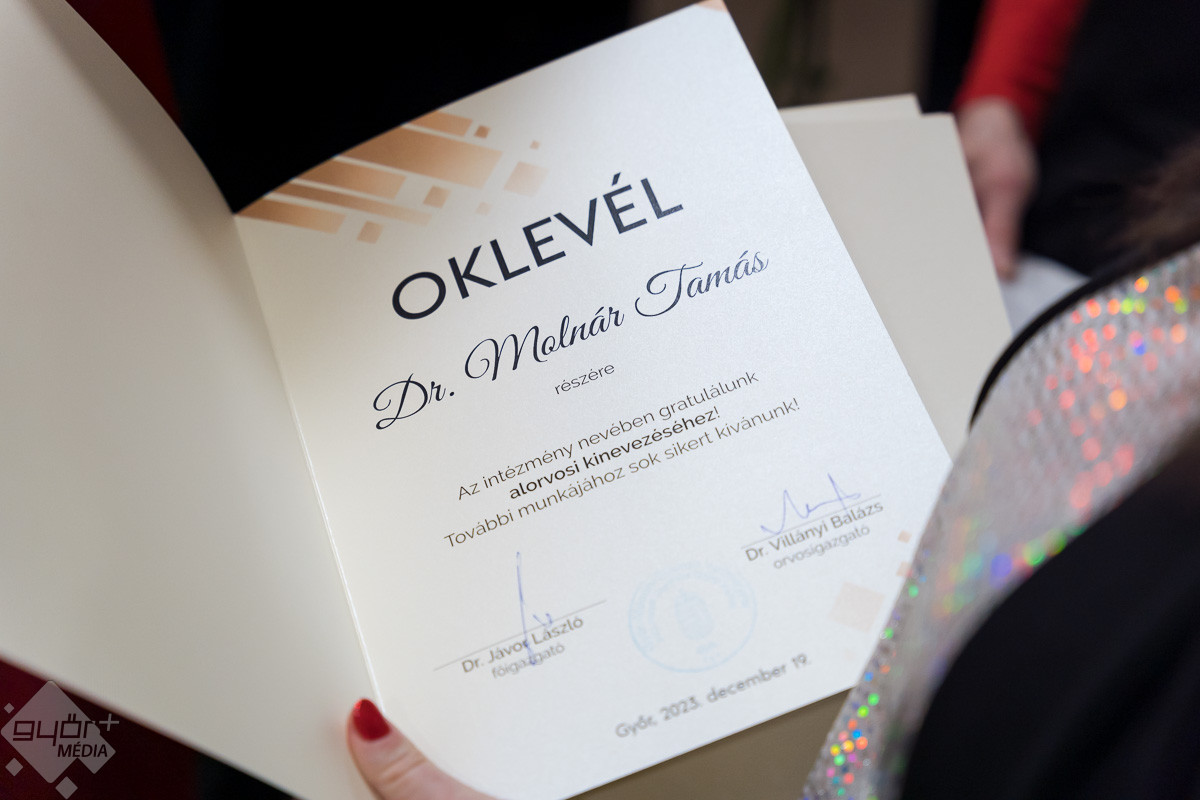 OKLEVÉL
Dr. Molnár Tamás
részére
Az intézmény nevében gratulálunk
alorvosi kinevezéséhez!
További munkájához sok sikert kívánunk!
Dr. Jávor László
főigazgató
Dr. Villányi Balázs
orvosigazgató
Győr, 2023. december 19.
győr+
MÉDIA